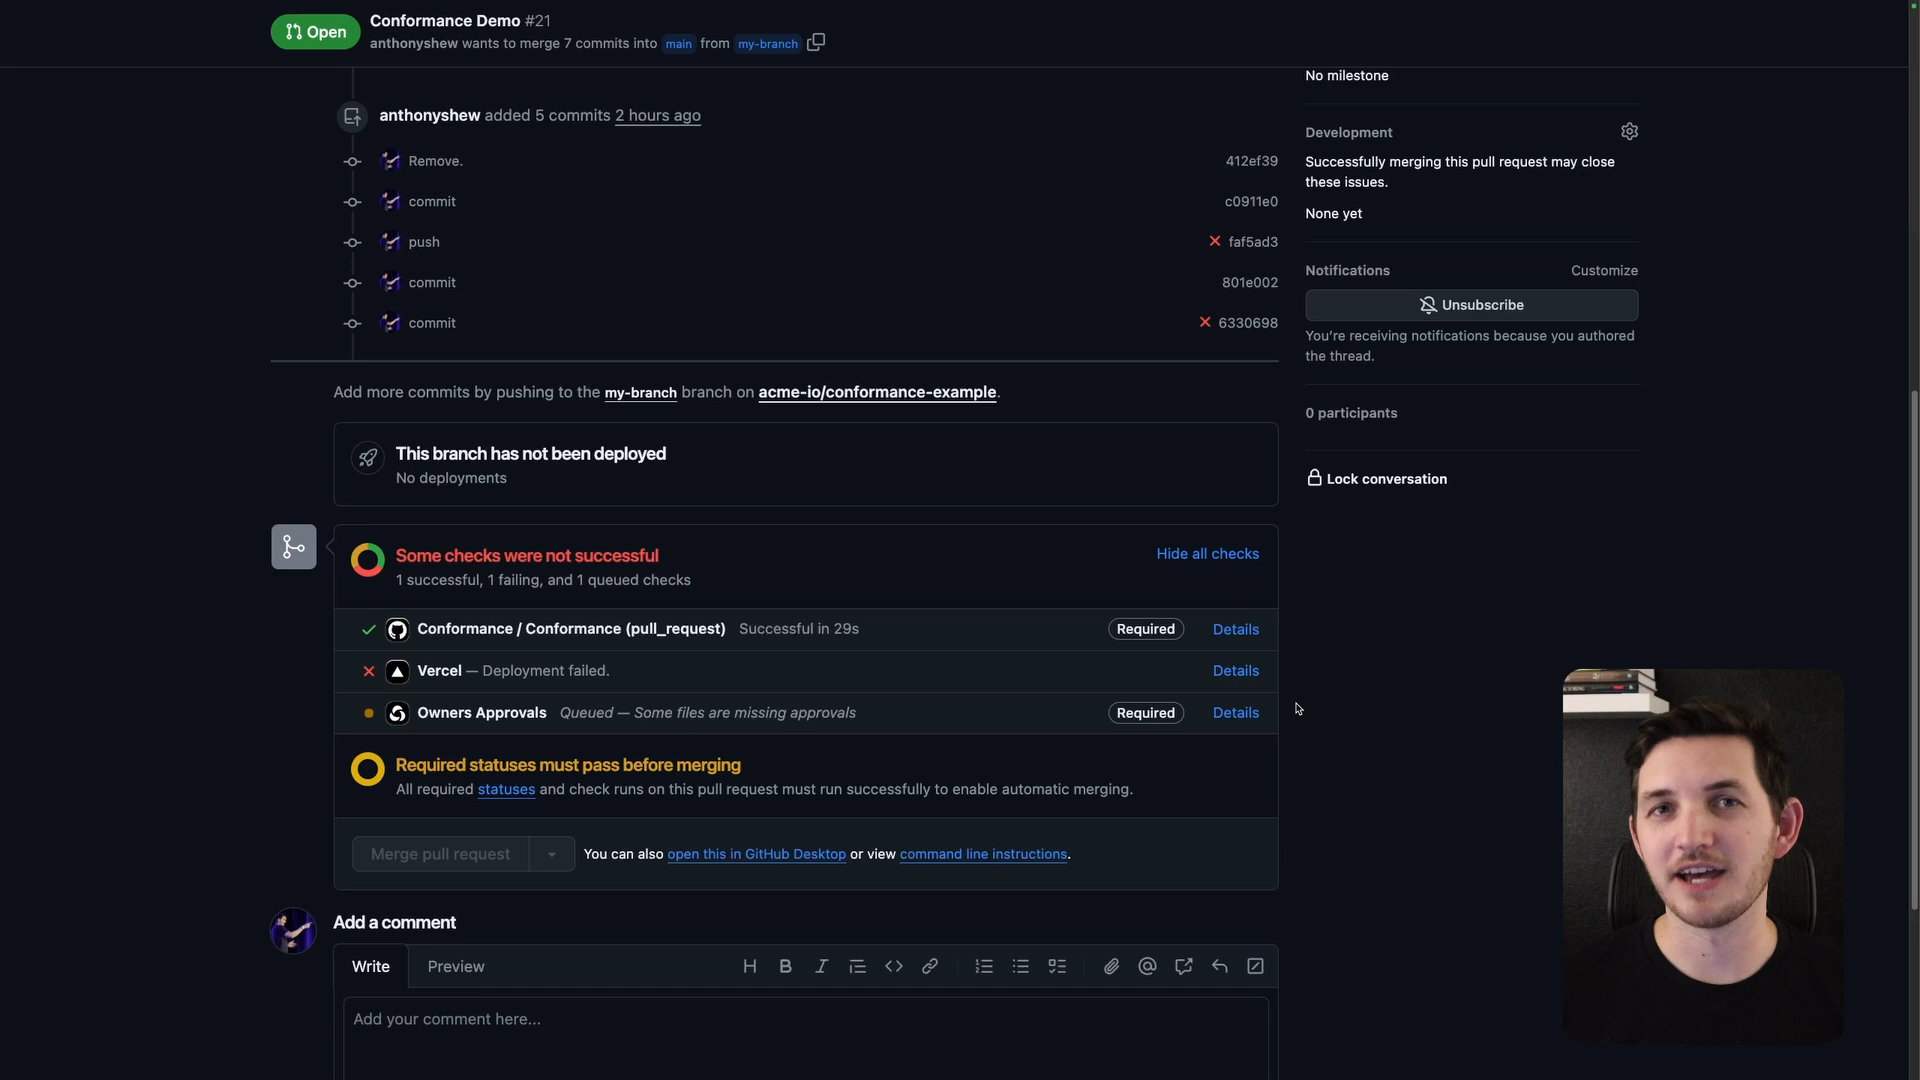 Open
Conformance Demo #21
anthonyshew wants to merge 7 commits into main from my-branch
No milestone
anthonyshew added 5 commits 2 hours ago
Remove. 412ef39
commit c0911e0
push faf5ad3
commit 801e002
commit 6330698
Development
Successfully merging this pull request may close
these issues.
None yet
Notifications Customize
Unsubscribe
You're receiving notifications because you authored
the thread.
0 participants
Lock conversation
Add more commits by pushing to the my-branch branch on acme-io/conformance-example.
This branch has not been deployed
No deployments
Some checks were not successful
Hide all checks
1 successful, 1 failing, and 1 queued checks
Conformance / Conformance (pull_request) Successful in 29s Required Details
Vercel — Deployment failed. Details
Owners Approvals Queued — Some files are missing approvals Required Details
Required statuses must pass before merging
All required statuses and check runs on this pull request must run successfully to enable automatic merging.
Merge pull request You can also open this in GitHub Desktop or view command line instructions.
Add a comment
Write Preview
Add your comment here...